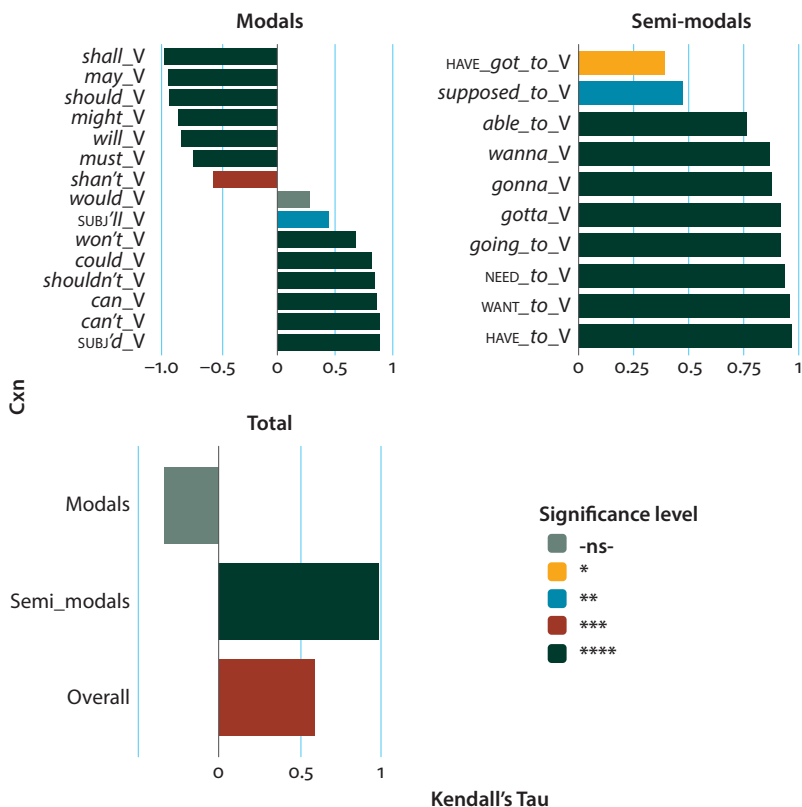 Modals
shall_V
may_V
should_V
might_V
will_V
must_V
shan't_V
would_V
SUBJ'll_V
won't_V
could_V
shouldn't_V
can_V
can't_V
SUBJ'd_V
−1.0 −0.5 0 0.5 1
Semi-modals
HAVE_got_to_V
supposed_to_V
able_to_V
wanna_V
gonna_V
gotta_V
going_to_V
NEED_to_V
WANT_to_V
HAVE_to_V
0 0.25 0.5 0.75 1
Cxn
Total
Modals
Semi_modals
Overall
0 0.5 1
Significance level
-ns-
*
**
***
****
Kendall's Tau